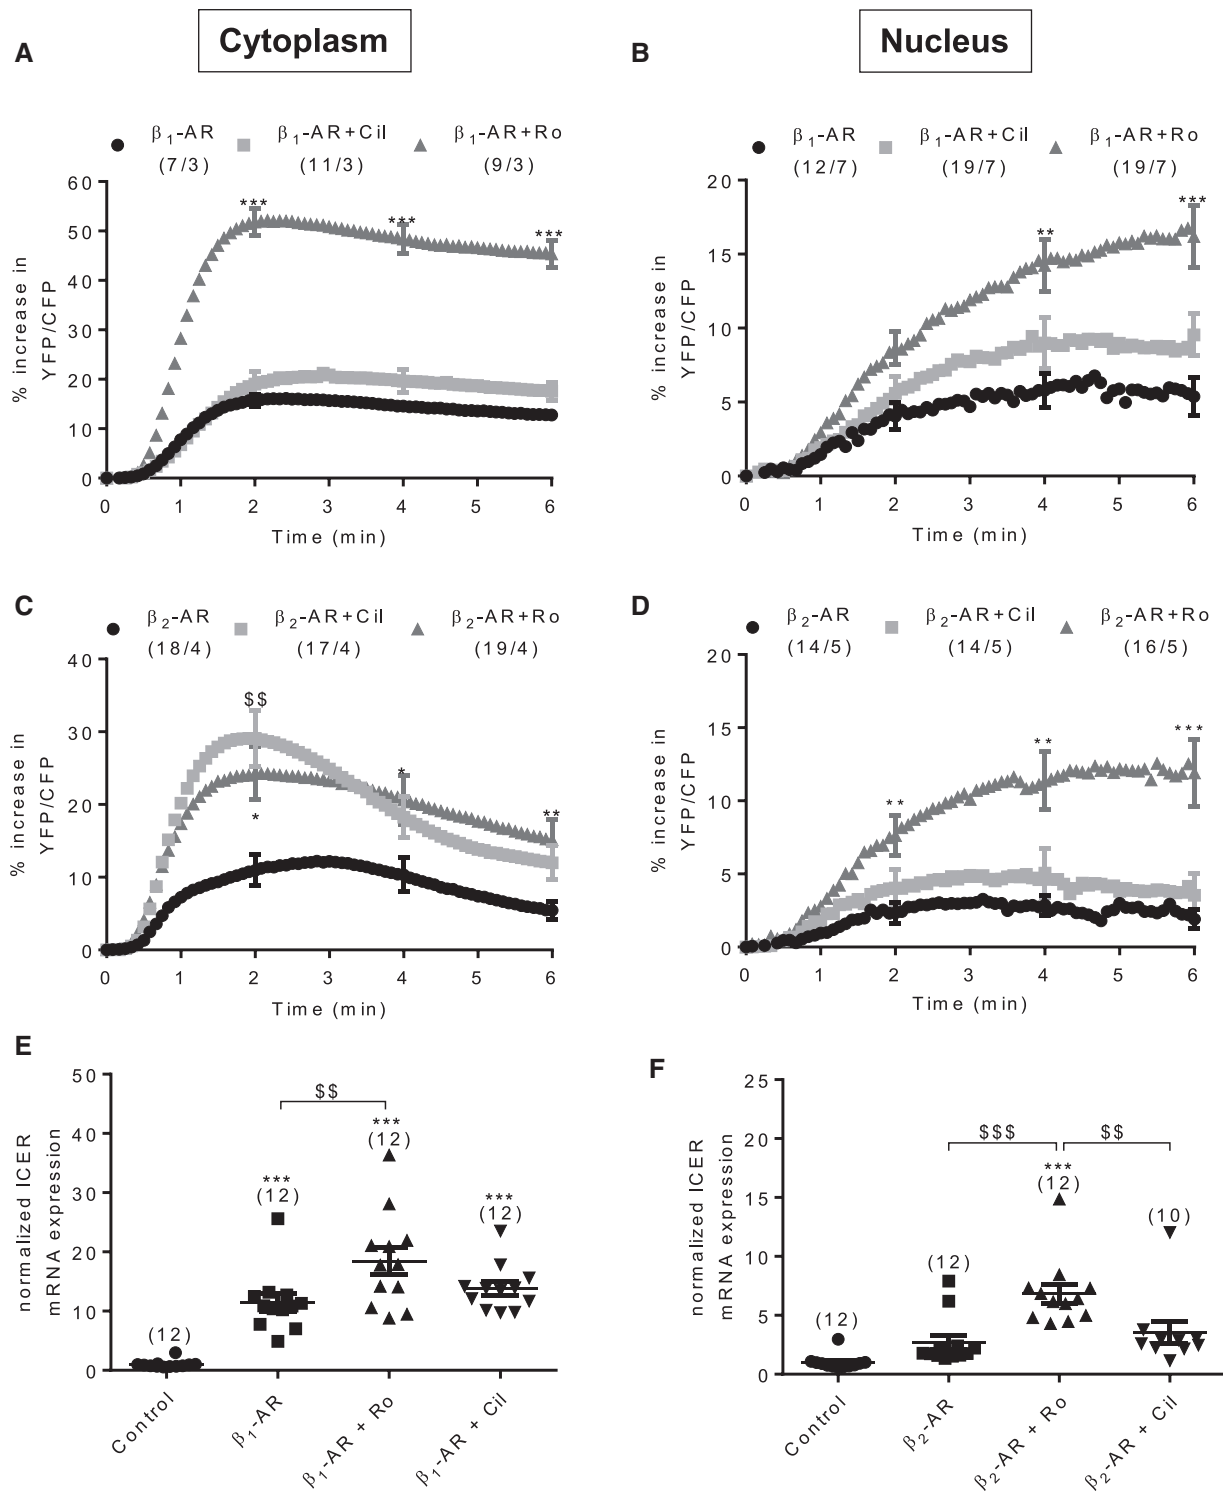 A
Cytoplasm
β1-AR
β1-AR+Cil
β1-AR+Ro
(7/3)
(11/3)
(9/3)
60
50
40
30
20
10
0
% increase in
YFP/CFP
***
***
***
0 1 2 3 4 5 6
Time (min)
B
Nucleus
β1-AR
β1-AR+Cil
β1-AR+Ro
(12/7)
(19/7)
(19/7)
20
15
10
5
0
% increase in
YFP/CFP
**
***
0 1 2 3 4 5 6
Time (min)
C
β2-AR
β2-AR+Cil
β2-AR+Ro
(18/4)
(17/4)
(19/4)
40
30
20
10
0
% increase in
YFP/CFP
$$
*
*
**
0 1 2 3 4 5 6
Time (min)
D
β2-AR
β2-AR+Cil
β2-AR+Ro
(14/5)
(14/5)
(16/5)
20
15
10
5
0
% increase in
YFP/CFP
**
**
***
0 1 2 3 4 5 6
Time (min)
E
50
40
30
20
10
0
normalized ICER
mRNA expression
$$
(12)
***
(12)
***
(12)
***
(12)
Control
β1-AR
β1-AR + Ro
β1-AR + Cil
F
25
20
15
10
5
0
normalized ICER
mRNA expression
$$$
$$
(12)
(12)
***
(12)
(10)
Control
β2-AR
β2-AR + Ro
β2-AR + Cil